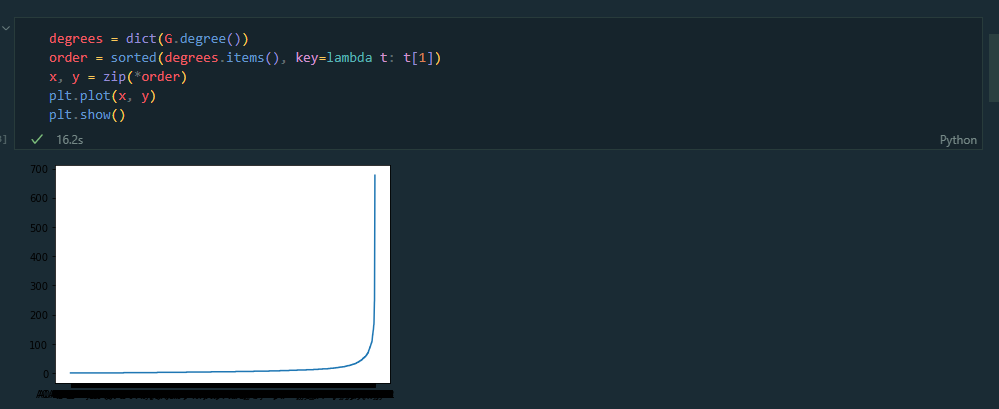 degrees = dict(G.degree())
order = sorted(degrees.items(), key=lambda t: t[1])
x, y = zip(*order)
plt.plot(x, y)
plt.show()
16.2s
Python
700
600
500
400
300
200
100
0